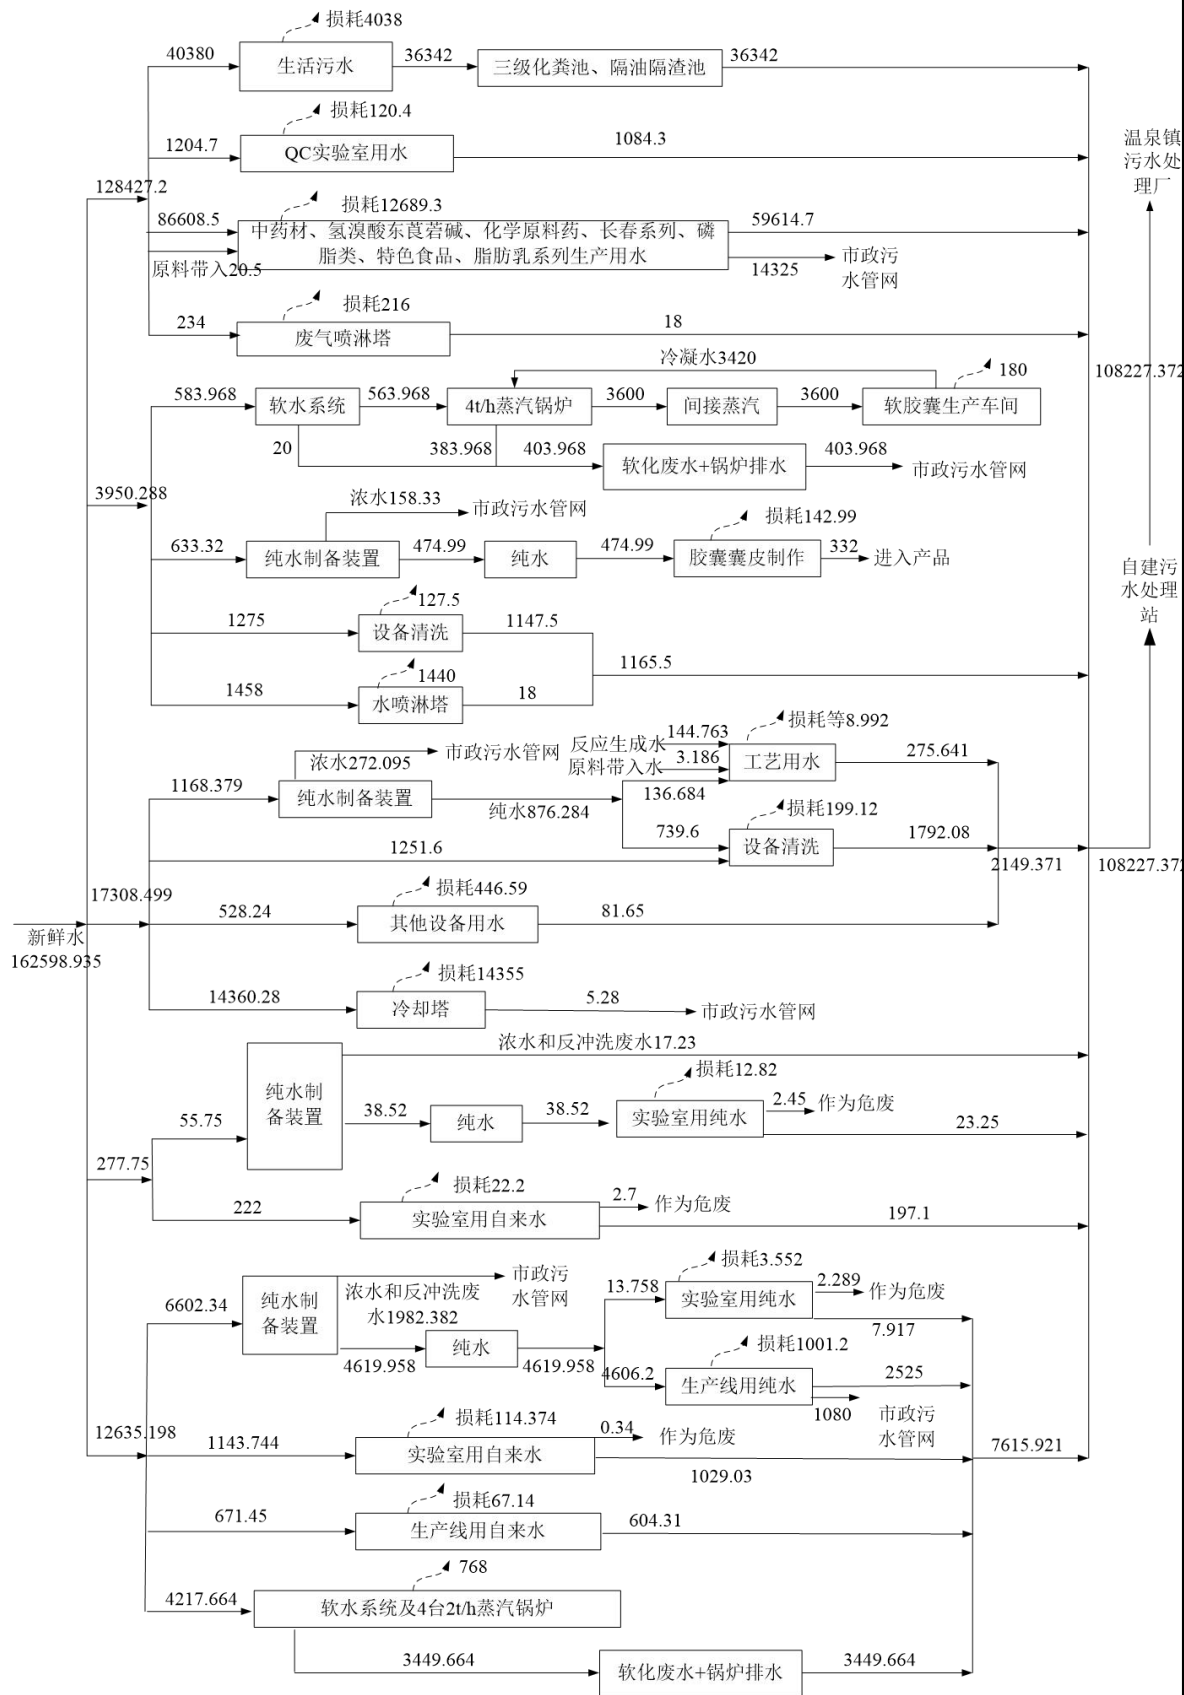 损耗4038
40380
生活污水
36342
三级化粪池、隔油隔渣池
36342
损耗120.4
1204.7
QC实验室用水
1084.3
温泉镇
污水处
理厂
128427.2
86608.5
损耗12689.3
中药材、氢溴酸东莨菪碱、化学原料药、长春系列、磷
脂类、特色食品、脂肪乳系列生产用水
59614.7
原料带入20.5
14325
市政污
水管网
损耗216
234
废气喷淋塔
18
冷凝水3420
180
108227.372
583.968
软水系统
563.968
4t/h蒸汽锅炉
3600
间接蒸汽
3600
软胶囊生产车间
20
383.968
403.968
软化废水+锅炉排水
403.968
市政污水管网
3950.288
浓水158.33
市政污水管网
损耗142.99
633.32
纯水制备装置
474.99
纯水
474.99
胶囊囊皮制作
332
进入产品
自建污
水处理
站
127.5
1275
设备清洗
1147.5
1165.5
1440
1458
水喷淋塔
18
损耗等8.992
144.763
反应生成水
市政污水管网
浓水272.095
3.186
原料带入水
工艺用水
275.641
1168.379
纯水制备装置
纯水876.284
136.684
损耗199.12
739.6
设备清洗
1792.08
1251.6
2149.371
108227.372
17308.499
损耗446.59
528.24
其他设备用水
81.65
新鲜水
162598.935
损耗14355
14360.28
冷却塔
5.28
市政污水管网
浓水和反冲洗废水17.23
损耗12.82
纯水制
备装置
55.75
38.52
纯水
38.52
实验室用纯水
2.45
作为危废
23.25
277.75
损耗22.2
222
实验室用自来水
2.7
作为危废
197.1
损耗3.552
市政污
水管网
6602.34
纯水制
备装置
浓水和反冲洗废
水1982.382
13.758
实验室用纯水
2.289
作为危废
7.917
4619.958
纯水
4619.958
损耗1001.2
4606.2
生产线用纯水
2525
1080
市政污
水管网
12635.198
损耗114.374
1143.744
实验室用自来水
0.34
作为危废
1029.03
7615.921
损耗67.14
671.45
生产线用自来水
604.31
768
4217.664
软水系统及4台2t/h蒸汽锅炉
3449.664
软化废水+锅炉排水
3449.664